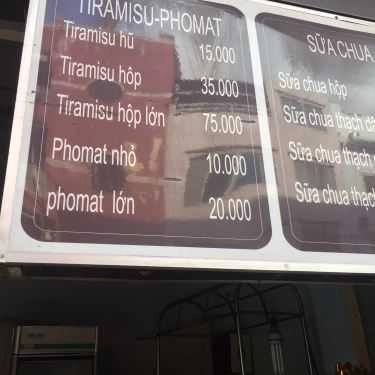 TIRAMISU-PHOMAT
Tiramisu hũ 15.000
Tiramisu hộp 35.000
Tiramisu hộp lớn 75.000
Phomat nhỏ 10.000
phomat lớn 20.000
SỮA CHUA
Sữa chua hộp
Sữa chua thạch
Sữa chua thạch
Sữa chua thạch